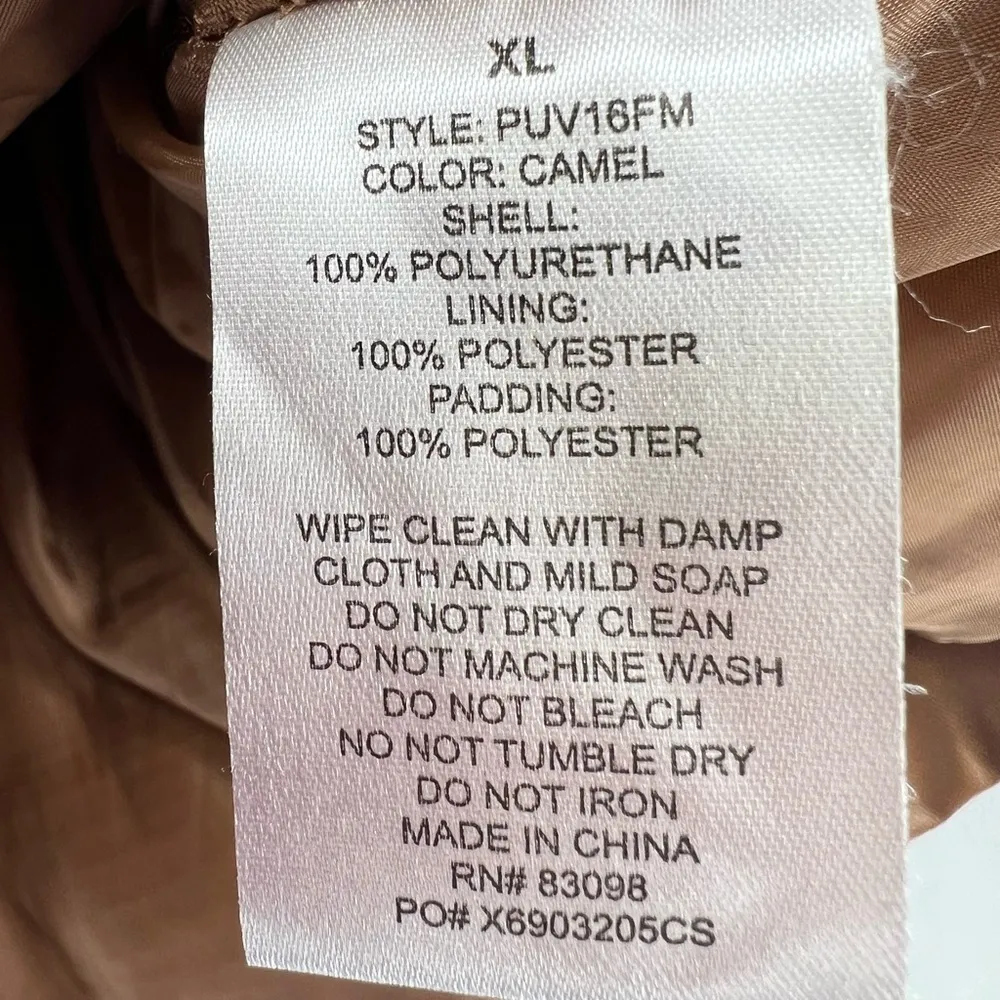 XL
STYLE: PUV16FM
COLOR: CAMEL
SHELL:
100% POLYURETHANE
LINING:
100% POLYESTER
PADDING:
100% POLYESTER
WIPE CLEAN WITH DAMP
CLOTH AND MILD SOAP
DO NOT DRY CLEAN
DO NOT MACHINE WASH
DO NOT BLEACH
NO NOT TUMBLE DRY
DO NOT IRON
MADE IN CHINA
RN# 83098
PO# X6903205CS